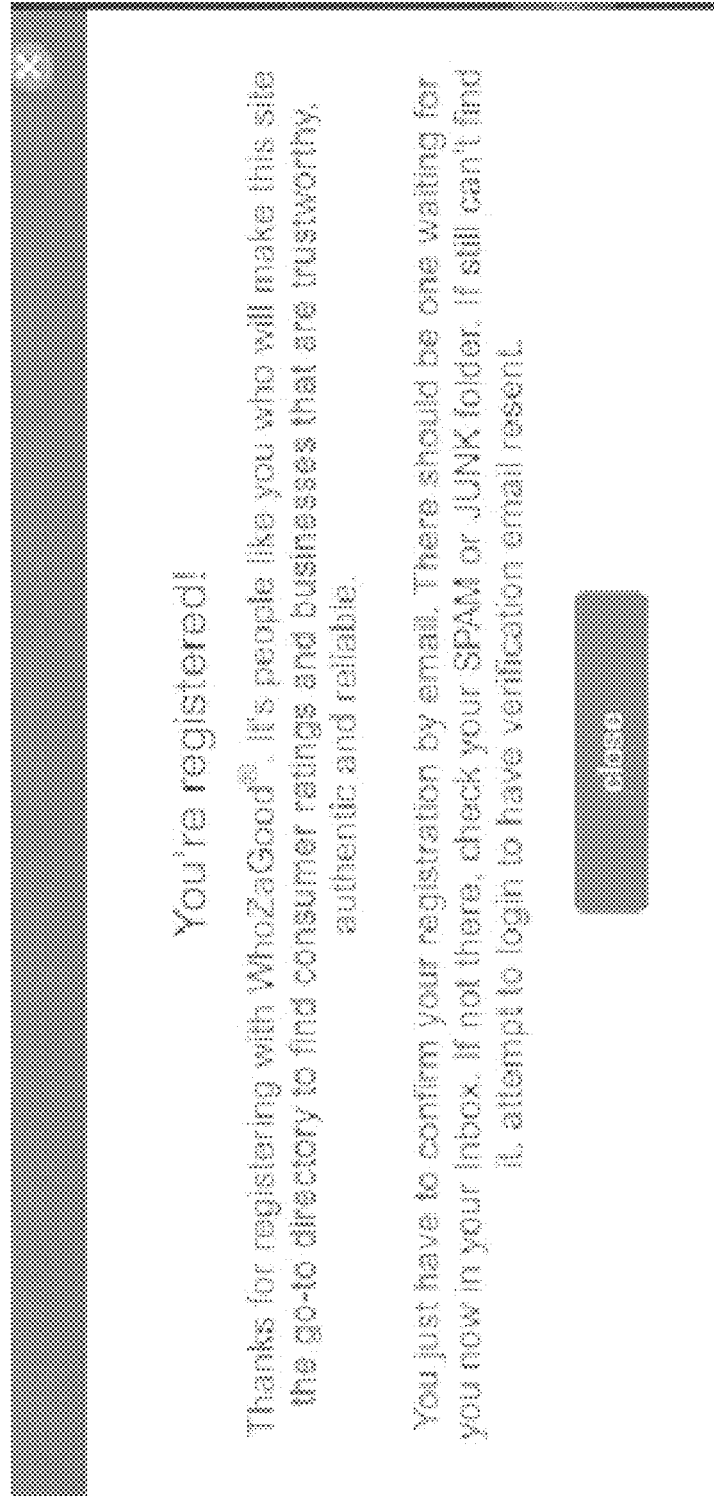 You're registered!
Thanks for registering with WhoZaGood®. It's people like you who will make this site
the go-to directory to find consumer ratings and businesses that are trustworthy,
authentic and reliable.
You just have to confirm your registration by email. There should be one waiting for
you now in your Inbox. If not there, check your SPAM or JUNK folder. If still can't find
it, attempt to login to have verification email resent.
close